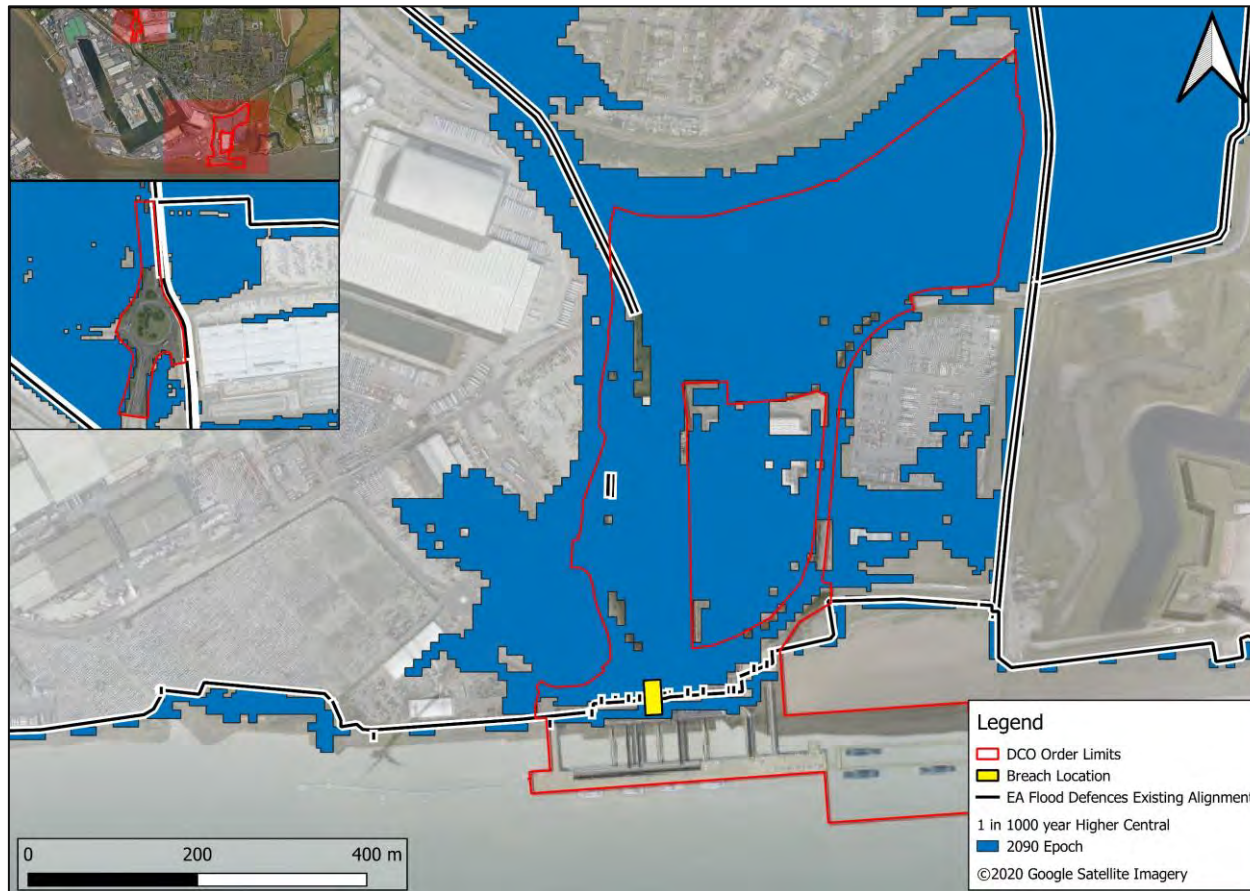 Legend
DCO Order Limits
Breach Location
EA Flood Defences Existing Alignment
1 in 1000 year Higher Central
2090 Epoch
©2020 Google Satellite Imagery
0 200 400 m